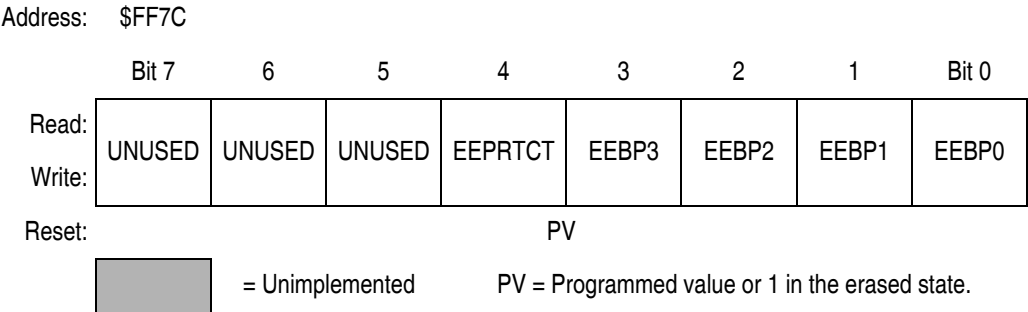 Address: $FF7C
Bit 7 6 5 4 3 2 1 Bit 0
Read:
UNUSED UNUSED UNUSED EEPRTCT EEBP3 EEBP2 EEBP1 EEBP0
Write:
Reset: PV
= Unimplemented PV = Programmed value or 1 in the erased state.